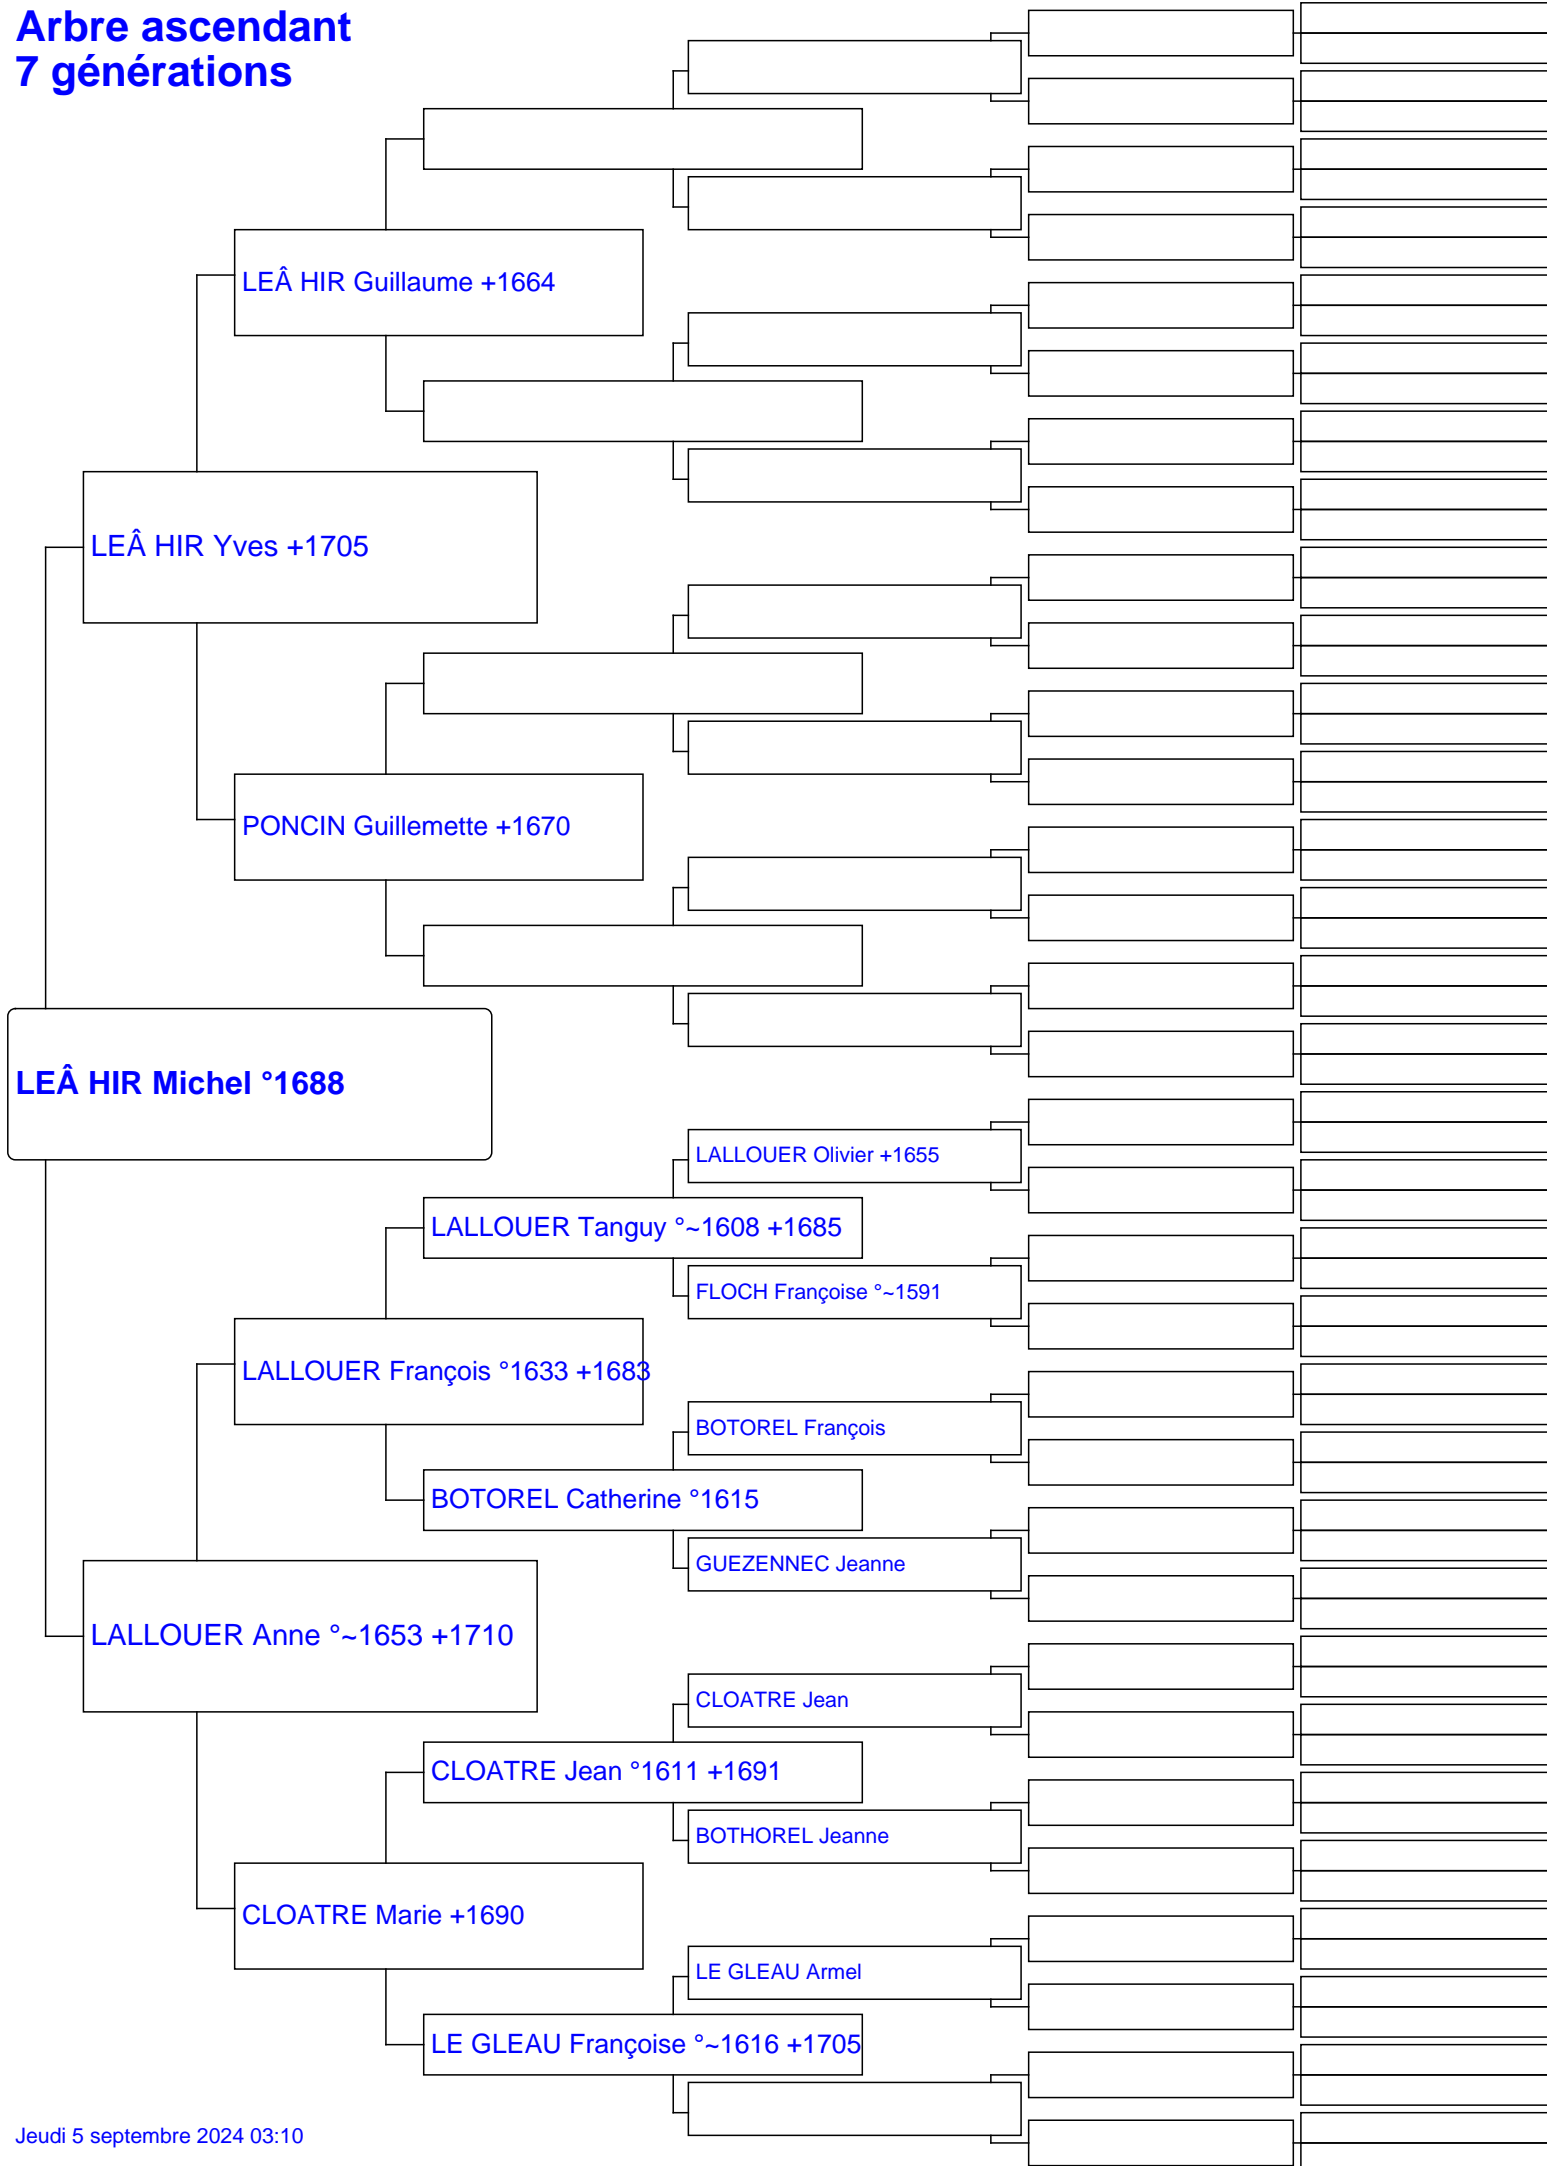 Arbre ascendant
7 générations
LEÂ HIR Guillaume +1664
LEÂ HIR Yves +1705
PONCIN Guillemette +1670
LEÂ HIR Michel °1688
LALLOUER Olivier +1655
LALLOUER Tanguy °~1608 +1685
FLOCH Françoise °~1591
LALLOUER François °1633 +1683
BOTOREL François
BOTOREL Catherine °1615
GUEZENNEC Jeanne
LALLOUER Anne °~1653 +1710
CLOATRE Jean
CLOATRE Jean °1611 +1691
BOTHOREL Jeanne
CLOATRE Marie +1690
LE GLEAU Armel
LE GLEAU Françoise °~1616 +1705
Jeudi 5 septembre 2024 03:10